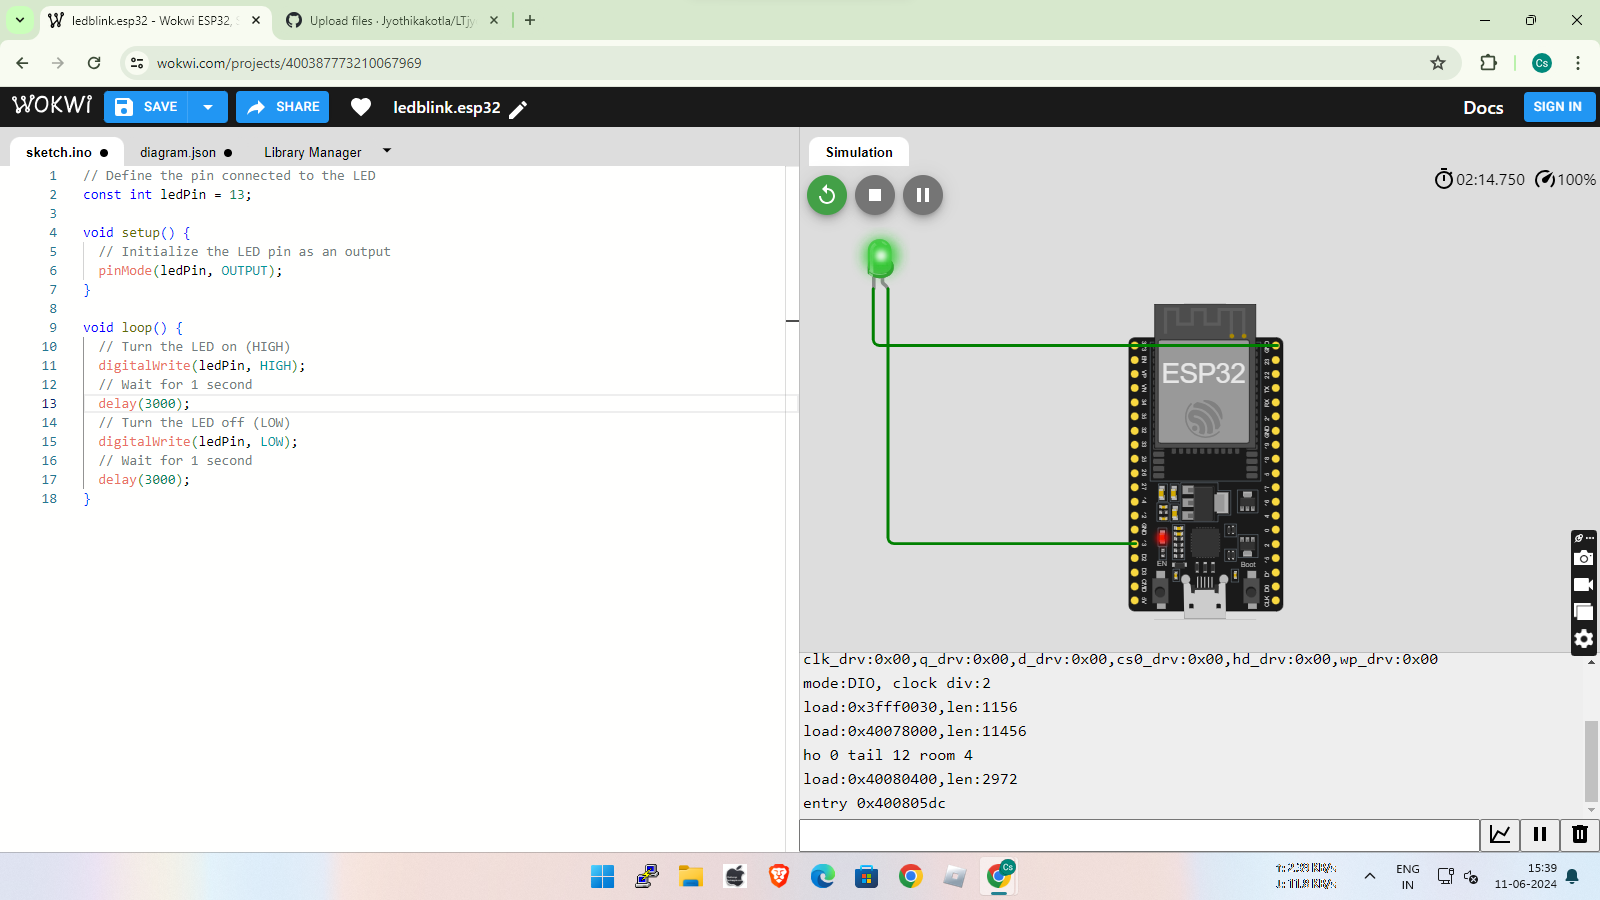 ledblink.esp32 - Wokwi ESP32, S
Upload files · Jyothikakotla/LTjy
wokwi.com/projects/400387773210067969
Cs
WOKWI
SAVE
SHARE
ledblink.esp32
Docs
SIGN IN
sketch.ino
diagram.json
Library Manager
1 // Define the pin connected to the LED
2 const int ledPin = 13;
3
4 void setup() {
5 // Initialize the LED pin as an output
6 pinMode(ledPin, OUTPUT);
7 }
8
9 void loop() {
10 // Turn the LED on (HIGH)
11 digitalWrite(ledPin, HIGH);
12 // Wait for 1 second
13 delay(3000);
14 // Turn the LED off (LOW)
15 digitalWrite(ledPin, LOW);
16 // Wait for 1 second
17 delay(3000);
18 }
Simulation
02:14.750
100%
ESP32
EN
Boot
clk_drv:0x00,q_drv:0x00,d_drv:0x00,cs0_drv:0x00,hd_drv:0x00,wp_drv:0x00
mode:DIO, clock div:2
load:0x3fff0030,len:1156
load:0x40078000,len:11456
ho 0 tail 12 room 4
load:0x40080400,len:2972
entry 0x400805dc
Cs
ENG
IN
15:39
11-06-2024